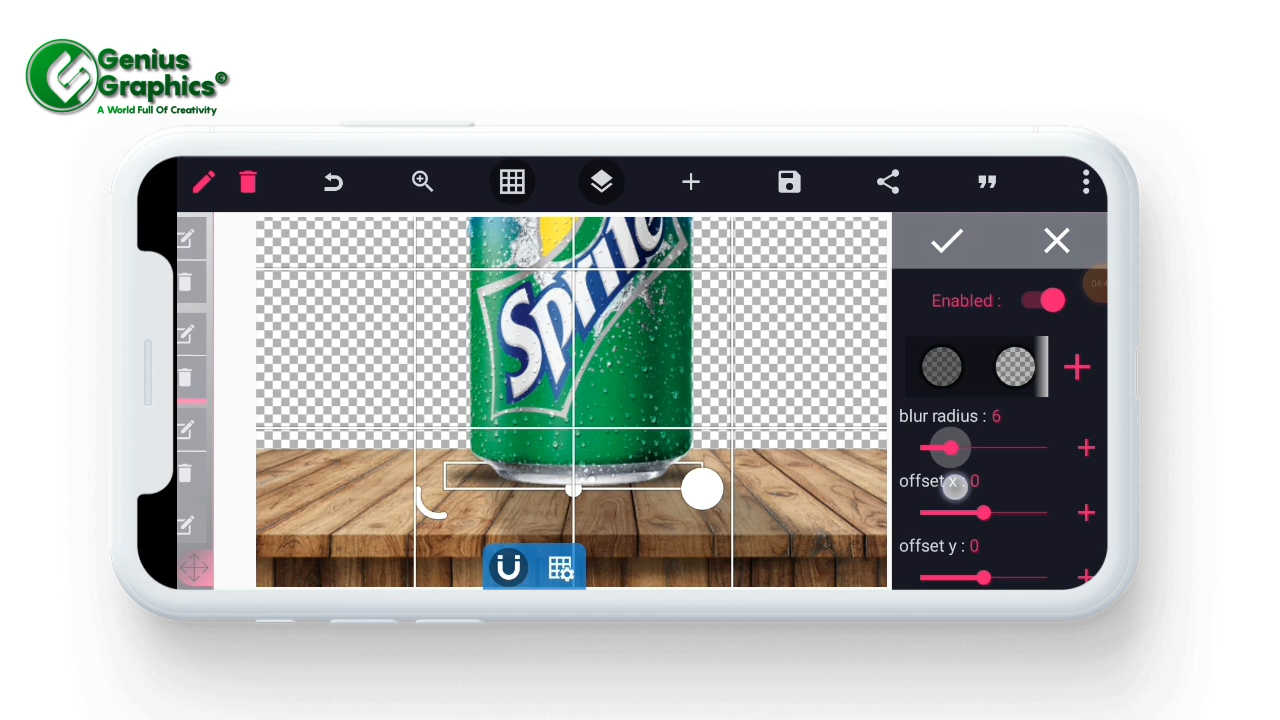 Genius
Graphics©
A World Full Of Creativity
Enabled :
Sprite
blur radius : 6
offset x : 0
offset y : 0